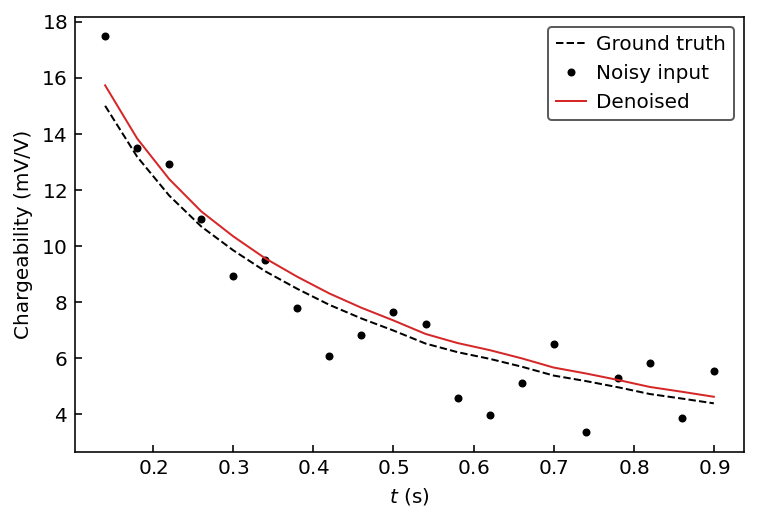 18
16
14
12
10
8
6
4
Chargeability (mV/V)
Ground truth
Noisy input
Denoised
0.2 0.3 0.4 0.5 0.6 0.7 0.8 0.9
t (s)